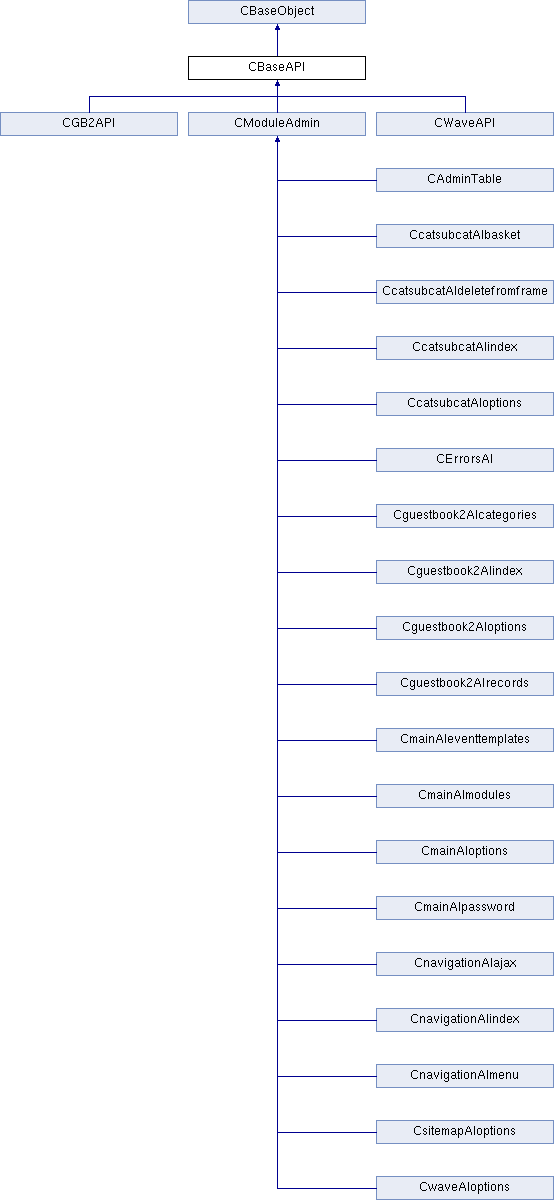 CBaseObject
CBaseAPI
CGB2API
CModuleAdmin
CWaveAPI
CAdminTable
CcatsubcatAIbasket
CcatsubcatAIdeletefromframe
CcatsubcatAIindex
CcatsubcatAIoptions
CErrorsAI
Cguestbook2AIcategories
Cguestbook2AIindex
Cguestbook2AIoptions
Cguestbook2AIrecords
CmainAIeventtemplates
CmainAImodules
CmainAIoptions
CmainAIpassword
CnavigationAIajax
CnavigationAIindex
CnavigationAImenu
CsitemapAIoptions
CwaveAIoptions